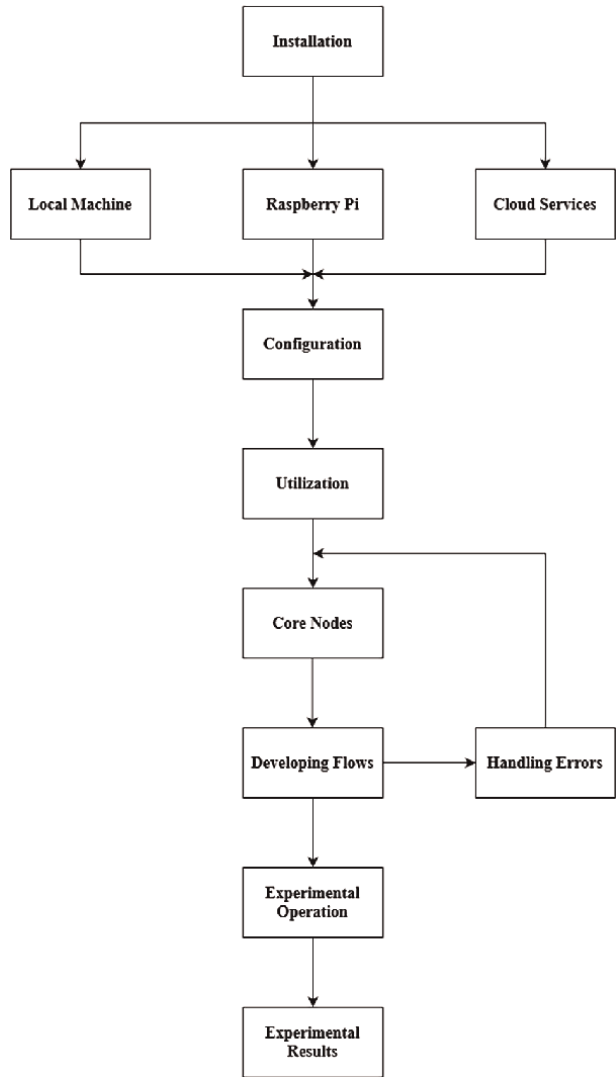 Installation
Local Machine
Raspberry Pi
Cloud Services
Configuration
Utilization
Core Nodes
Developing Flows
Handling Errors
Experimental
Operation
Experimental
Results